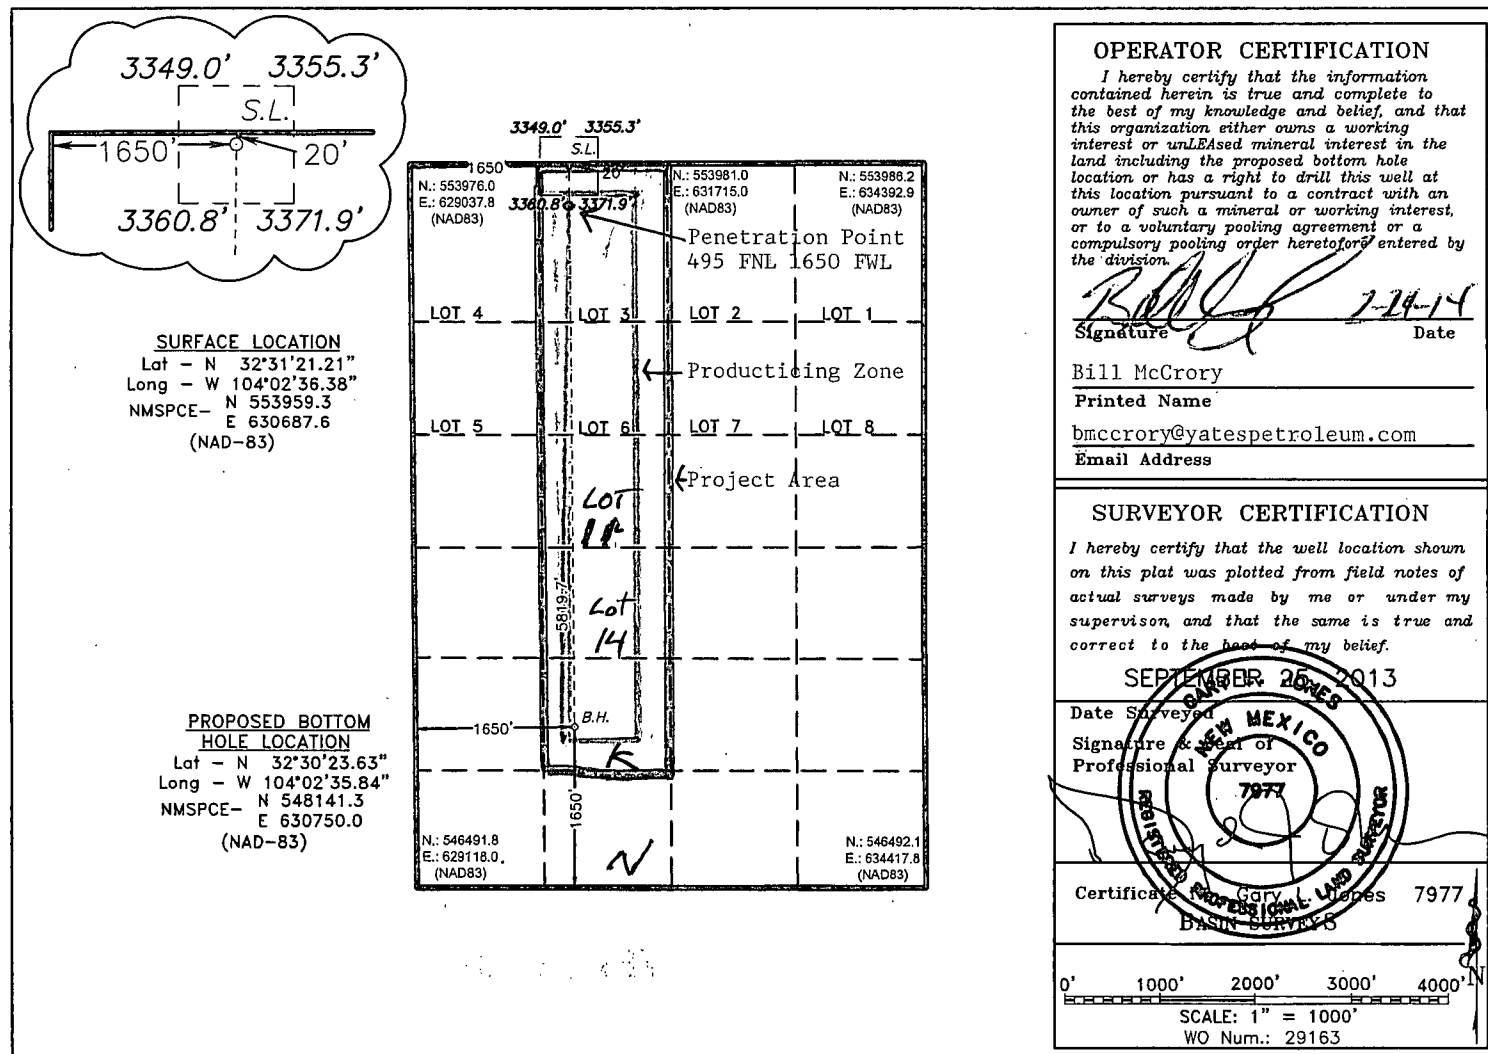 3349.0' 3355.3'
S.L.
1650' 20'
3360.8' 3371.9'
SURFACE LOCATION
Lat - N 32°31'21.21"
Long - W 104°02'36.38"
NMSPCE- N 553959.3
E 630687.6
(NAD-83)
PROPOSED BOTTOM
HOLE LOCATION
Lat - N 32°30'23.63"
Long - W 104°02'35.84"
NMSPCE- N 548141.3
E 630750.0
(NAD-83)
3349.0' 3355.3'
S.L.
1650 20'
N.: 553976.0
E.: 629037.8
(NAD83)
3360.8' 3371.9'
N.: 553981.0
E.: 631715.0
(NAD83)
N.: 553986.2
E.: 634392.9
(NAD83)
Penetration Point
495 FNL 1650 FWL
LOT 4 LOT 3 LOT 2 LOT 1
Producticing Zone
LOT 5 LOT 6 LOT 7 LOT 8
Project Area
LOT
11
5819.7'
Lot
14
B.H.
1650'
K
1650'
N.: 546491.8
E.: 629118.0
(NAD83)
N
N.: 546492.1
E.: 634417.8
(NAD83)
OPERATOR CERTIFICATION
I hereby certify that the information
contained herein is true and complete to
the best of my knowledge and belief, and that
this organization either owns a working
interest or unLEAsed mineral interest in the
land including the proposed bottom hole
location or has a right to drill this well at
this location pursuant to a contract with an
owner of such a mineral or working interest,
or to a voluntary pooling agreement or a
compulsory pooling order heretofore entered by
the division.
Signature Date
Bill McCrory
Printed Name
bmccrory@yatespetroleum.com
Email Address
SURVEYOR CERTIFICATION
I hereby certify that the well location shown
on this plat was plotted from field notes of
actual surveys made by me or under my
supervison, and that the same is true and
correct to the best of my belief.
SEPTEMBER 25, 2013
Date Surveyed
Signature & Seal of
Professional Surveyor
GARY L. JONES
NEW MEXICO
7977
REGISTERED PROFESSIONAL LAND SURVEYOR
Certificate Gary L. Jones 7977
BASIN SURVEYS
0' 1000' 2000' 3000' 4000'
N
SCALE: 1" = 1000'
WO Num.: 29163